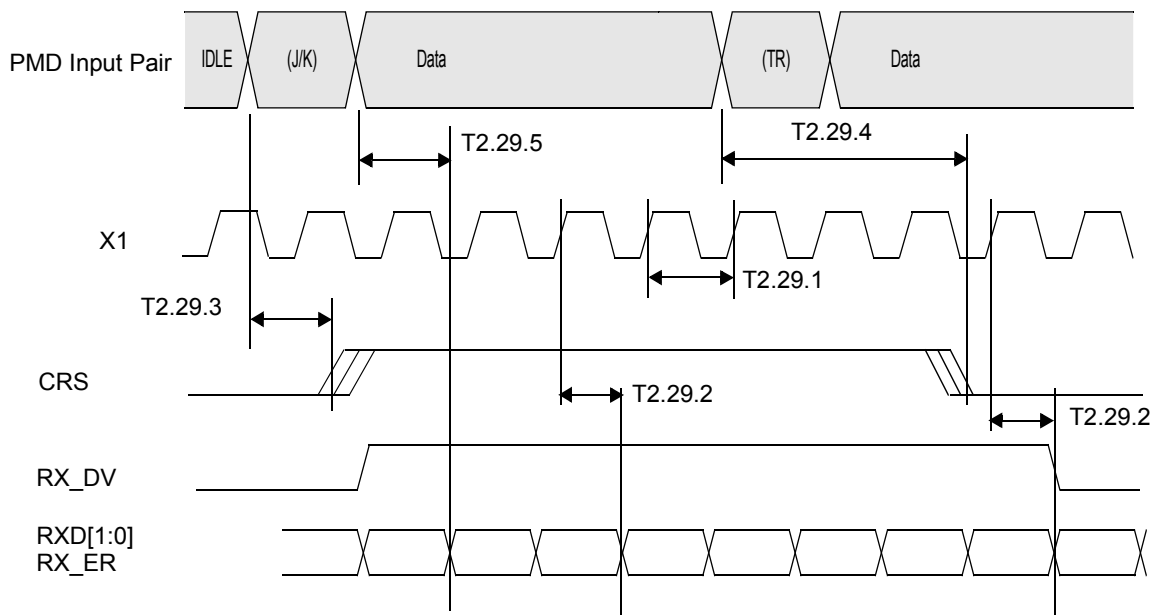 PMD Input Pair
IDLE
(J/K)
Data
(TR)
Data
T2.29.5
T2.29.4
X1
T2.29.1
T2.29.3
CRS
T2.29.2
T2.29.2
RX_DV
RXD[1:0]
RX_ER